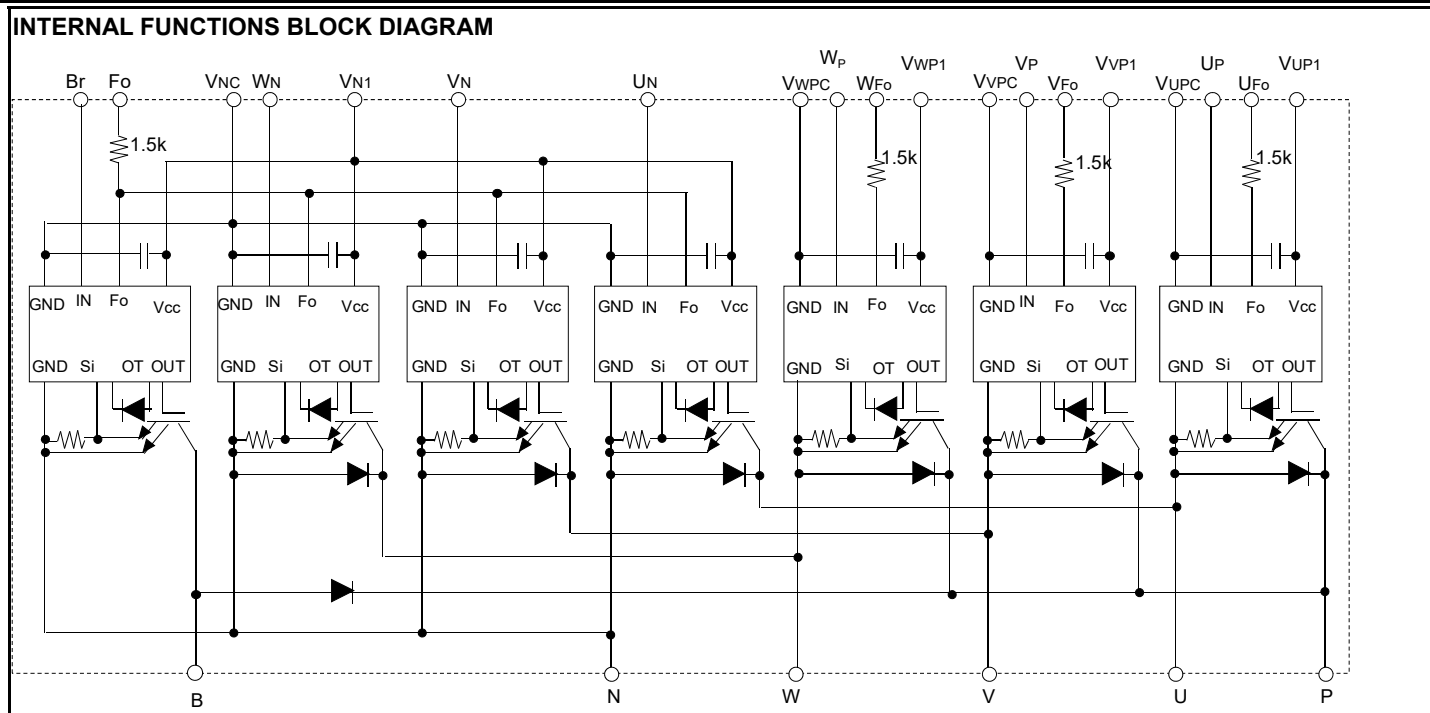 INTERNAL FUNCTIONS BLOCK DIAGRAM
Br Fo VNC WN VN1 VN UN VWPC WP WFo VWP1 VVPC VP VFo VVP1 VUPC UP UFo VUP1
1.5k 1.5k 1.5k 1.5k
GND IN Fo Vcc GND IN Fo Vcc GND IN Fo Vcc GND IN Fo Vcc GND IN Fo Vcc GND IN Fo Vcc GND IN Fo Vcc
GND Si OT OUT GND Si OT OUT GND Si OT OUT GND Si OT OUT GND Si OT OUT GND Si OT OUT GND Si OT OUT
B N W V U P